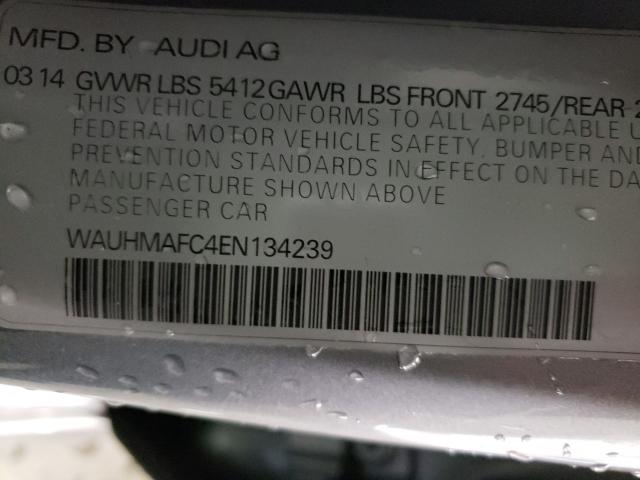 MFD. BY AUDI AG
03 14 GVWR LBS 5412 GAWR LBS FRONT 2745/REAR
THIS VEHICLE CONFORMS TO ALL APPLICABLE
FEDERAL MOTOR VEHICLE SAFETY, BUMPER AND
PREVENTION STANDARDS IN EFFECT ON THE
MANUFACTURE SHOWN ABOVE
PASSENGER CAR
WAUHMAFC4EN134239